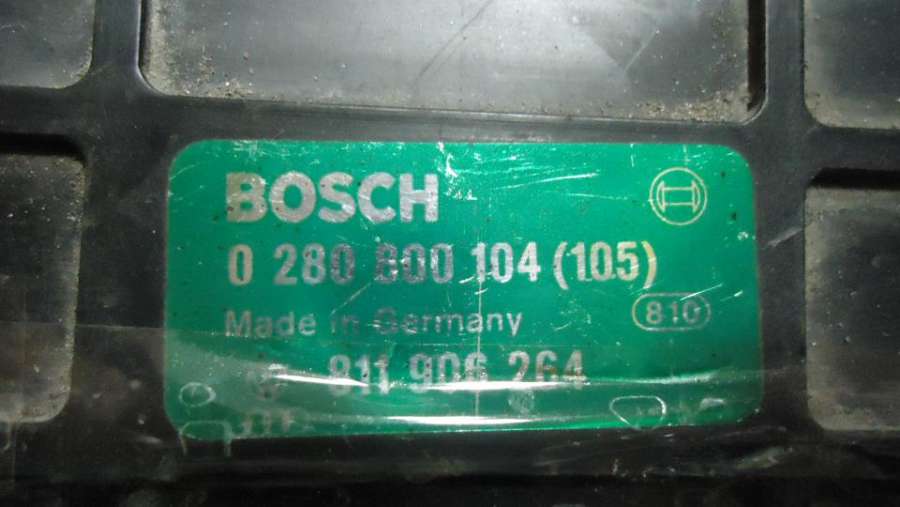 BOSCH
0 280 800 104 (105)
Made in Germany
810
811 906 264